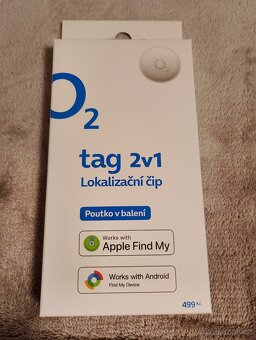 O2
O2
tag 2v1
Lokalizační čip
Poutko v balení
Works with
Apple Find My
Works with Android
Find My Device
499 Kč